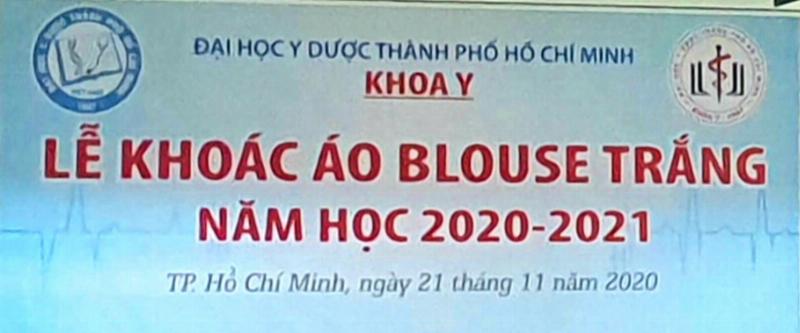 ĐẠI HỌC Y DƯỢC THÀNH PHỐ HỒ CHÍ MINH
KHOA Y
LỄ KHOÁC ÁO BLOUSE TRẮNG
NĂM HỌC 2020-2021
TP. Hồ Chí Minh, ngày 21 tháng 11 năm 2020